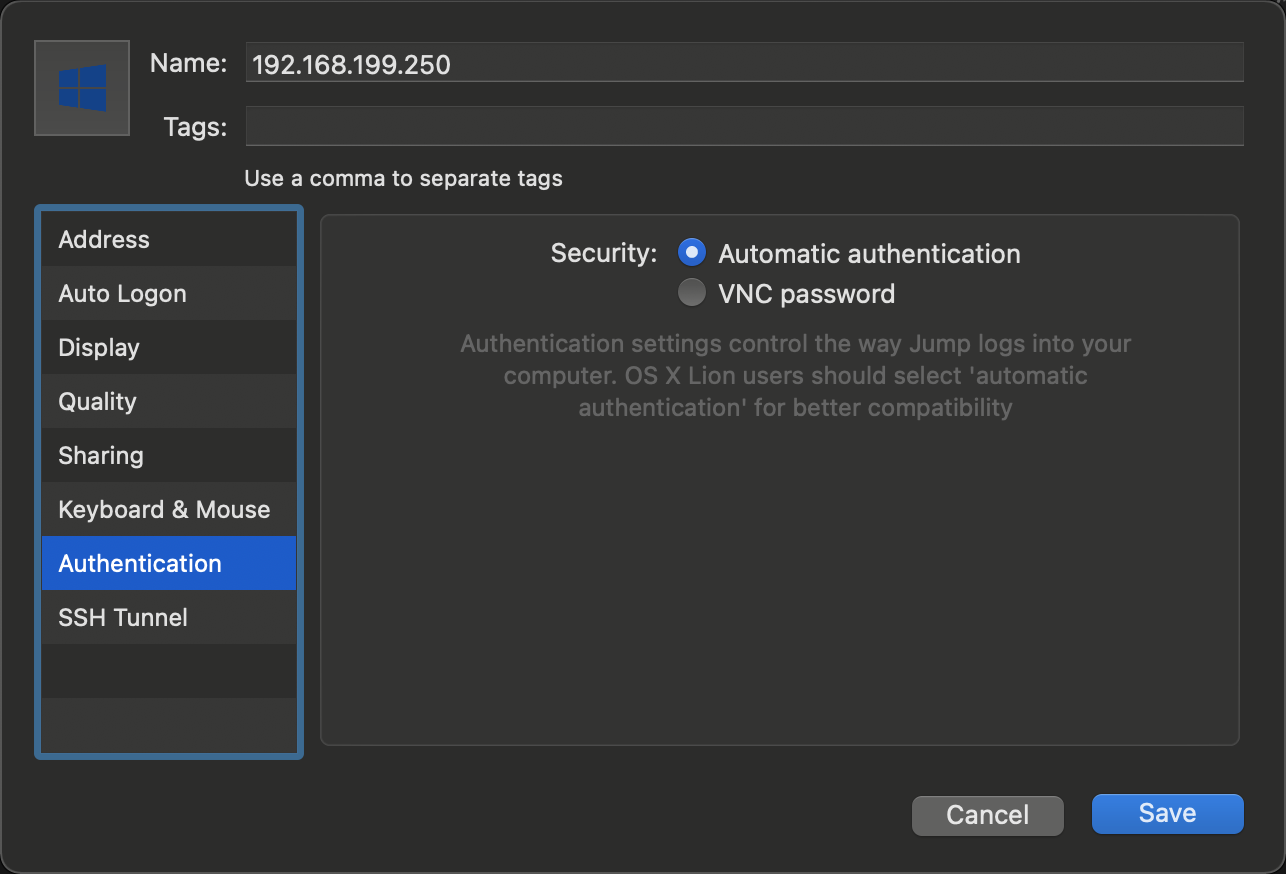 Name: 192.168.199.250
Tags:
Use a comma to separate tags
Address
Auto Logon
Display
Quality
Sharing
Keyboard & Mouse
Authentication
SSH Tunnel
Security: Automatic authentication
VNC password
Authentication settings control the way Jump logs into your
computer. OS X Lion users should select 'automatic
authentication' for better compatibility
Cancel Save